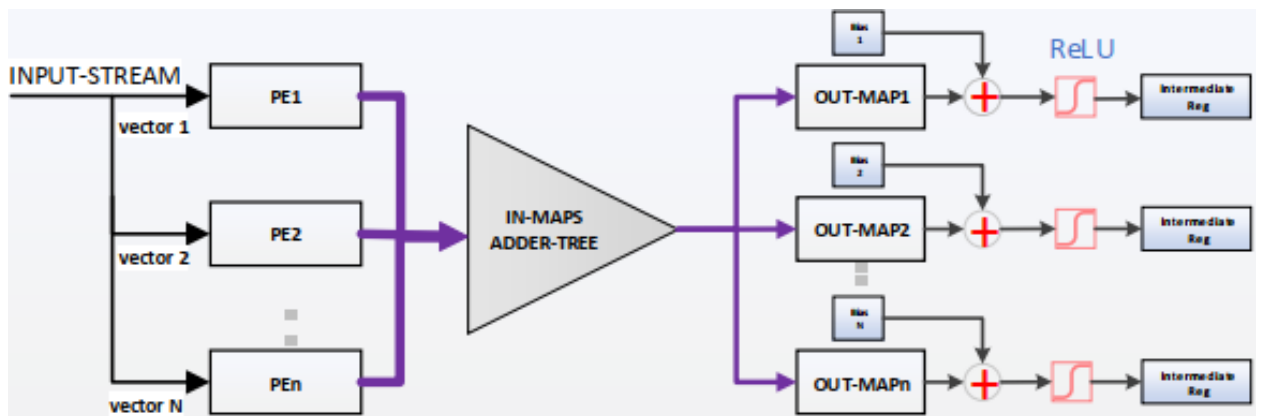 INPUT-STREAM
PE1
vector 1
PE2
vector 2
PEn
vector N
IN-MAPS
ADDER-TREE
Bias
1
OUT-MAP1
ReLU
Intermediate
Reg
Bias
2
OUT-MAP2
Intermediate
Reg
Bias
N
OUT-MAPn
Intermediate
Reg